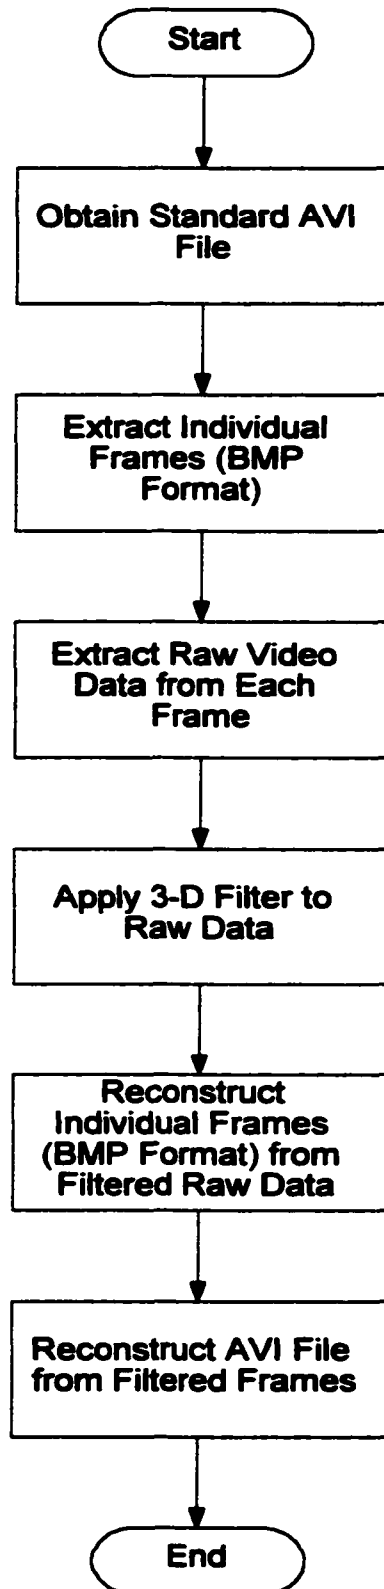 Start
Obtain Standard AVI
File
Extract Individual
Frames (BMP
Format)
Extract Raw Video
Data from Each
Frame
Apply 3-D Filter to
Raw Data
Reconstruct
Individual Frames
(BMP Format) from
Filtered Raw Data
Reconstruct AVI File
from Filtered Frames
End